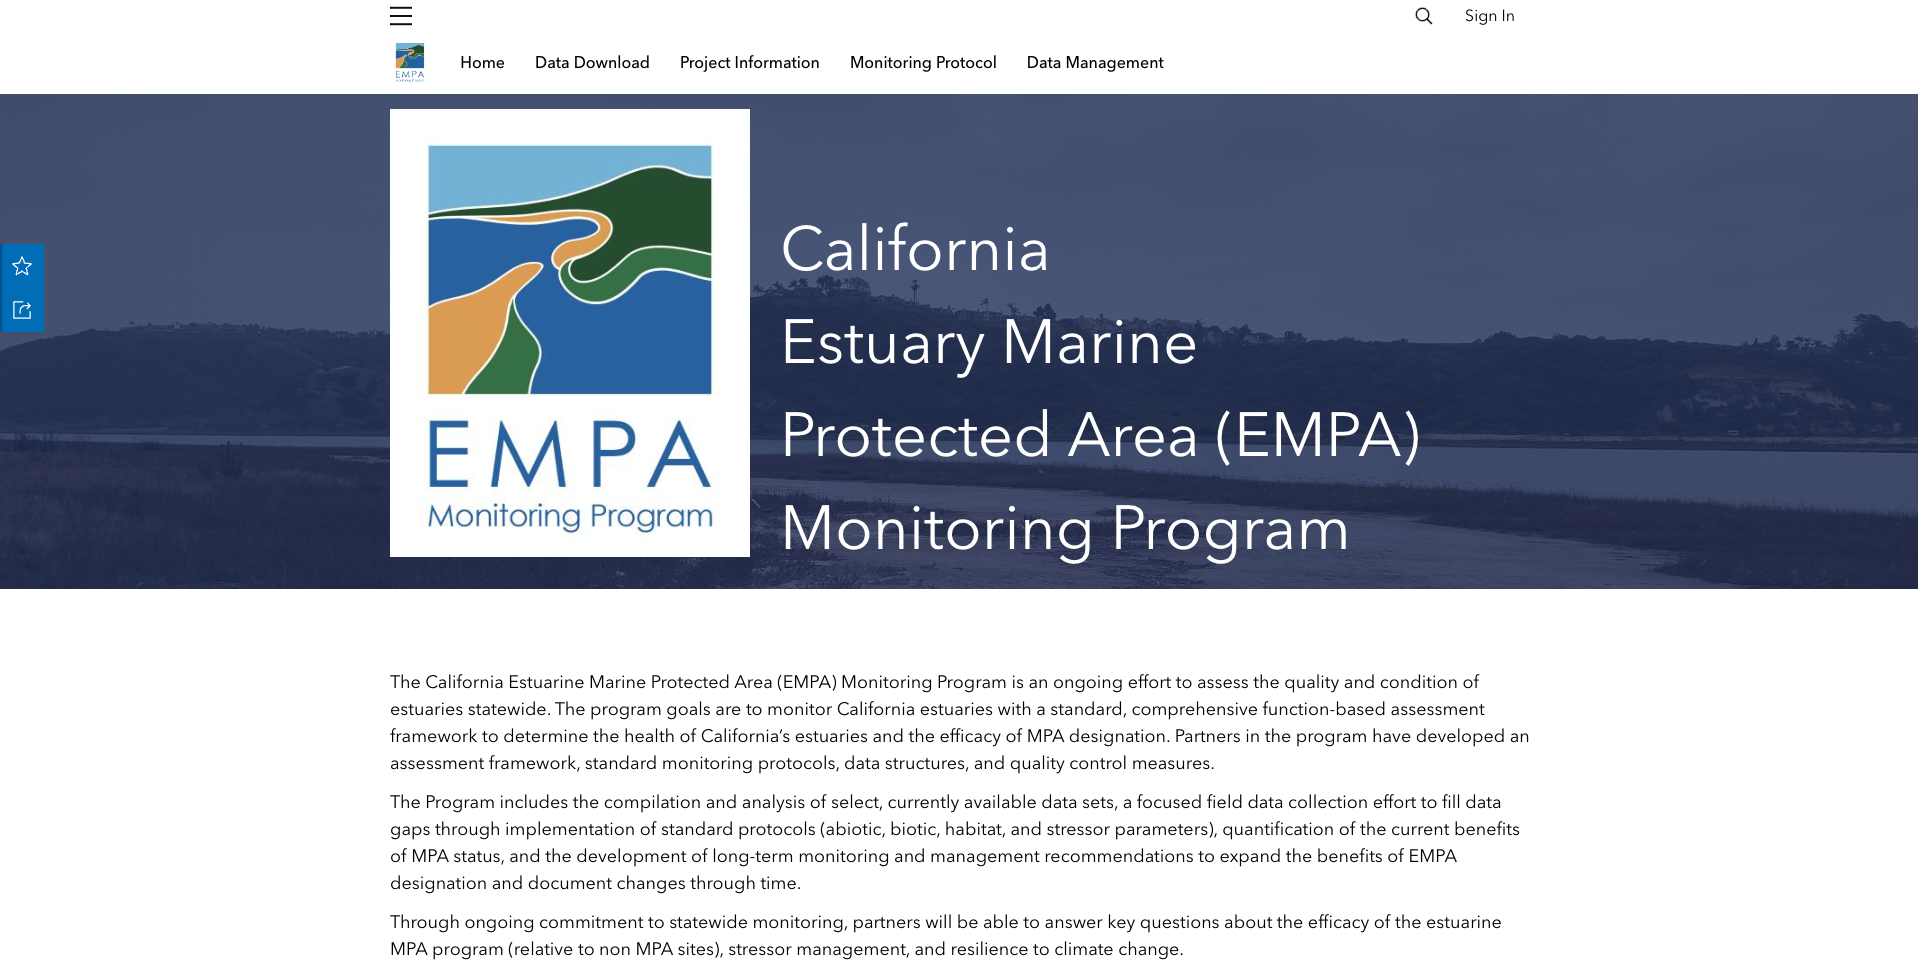 Sign In
EMPA
Home
Data Download
Project Information
Monitoring Protocol
Data Management
EMPA
Monitoring Program
California
Estuary Marine
Protected Area (EMPA)
Monitoring Program
The California Estuarine Marine Protected Area (EMPA) Monitoring Program is an ongoing effort to assess the quality and condition of
estuaries statewide. The program goals are to monitor California estuaries with a standard, comprehensive function-based assessment
framework to determine the health of California’s estuaries and the efficacy of MPA designation. Partners in the program have developed an
assessment framework, standard monitoring protocols, data structures, and quality control measures.
The Program includes the compilation and analysis of select, currently available data sets, a focused field data collection effort to fill data
gaps through implementation of standard protocols (abiotic, biotic, habitat, and stressor parameters), quantification of the current benefits
of MPA status, and the development of long-term monitoring and management recommendations to expand the benefits of EMPA
designation and document changes through time.
Through ongoing commitment to statewide monitoring, partners will be able to answer key questions about the efficacy of the estuarine
MPA program (relative to non MPA sites), stressor management, and resilience to climate change.